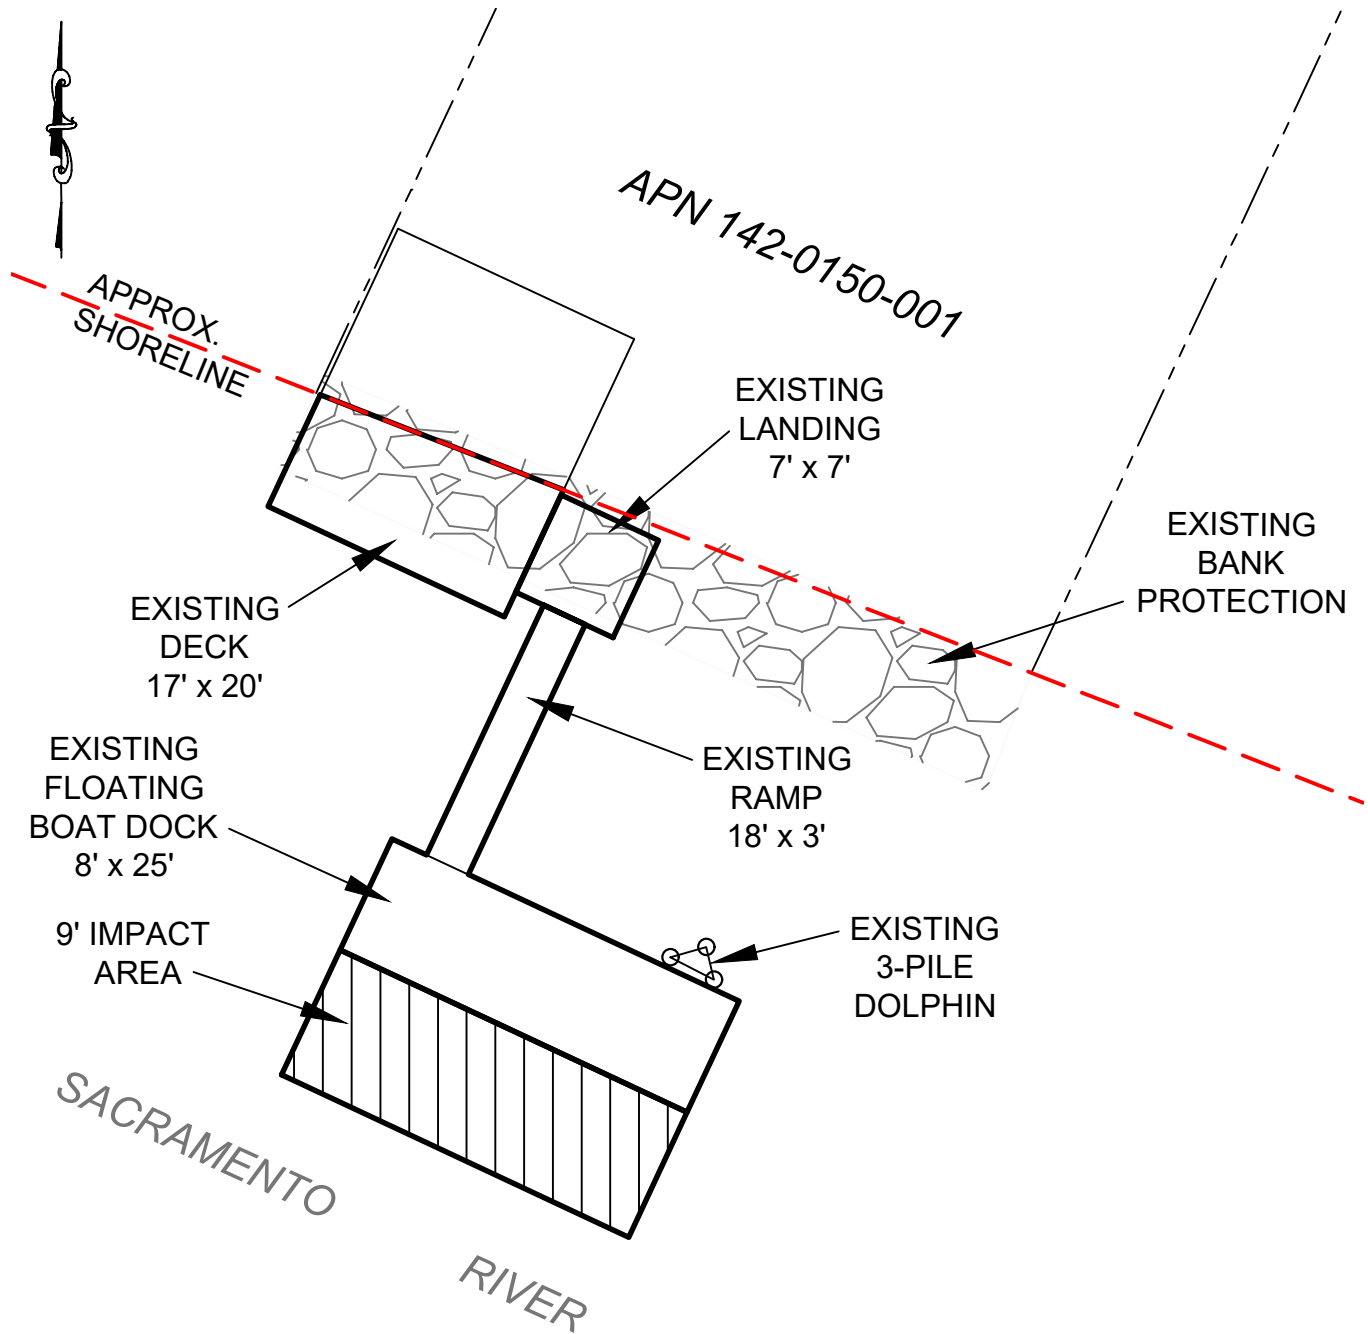 APN 142-0150-001
APPROX.
SHORELINE
EXISTING
LANDING
7' x 7'
EXISTING
BANK
PROTECTION
EXISTING
DECK
17' x 20'
EXISTING
FLOATING
BOAT DOCK
8' x 25'
EXISTING
RAMP
18' x 3'
9' IMPACT
AREA
EXISTING
3-PILE
DOLPHIN
SACRAMENTO
RIVER